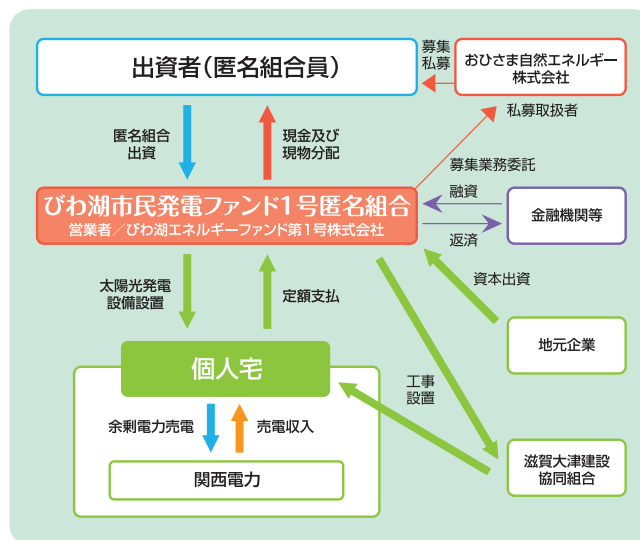 出資者（匿名組合員）
募集
私募
おひさま自然エネルギー
株式会社
匿名組合
出資
現金及び
現物分配
私募取扱者
募集業務委託
びわ湖市民発電ファンド1号匿名組合
営業者／びわ湖エネルギーファンド第1号株式会社
融資
返済
金融機関等
太陽光発電
設備設置
定額支払
資本出資
地元企業
個人宅
工事
設置
余剰電力売電
売電収入
関西電力
滋賀大津建設
協同組合